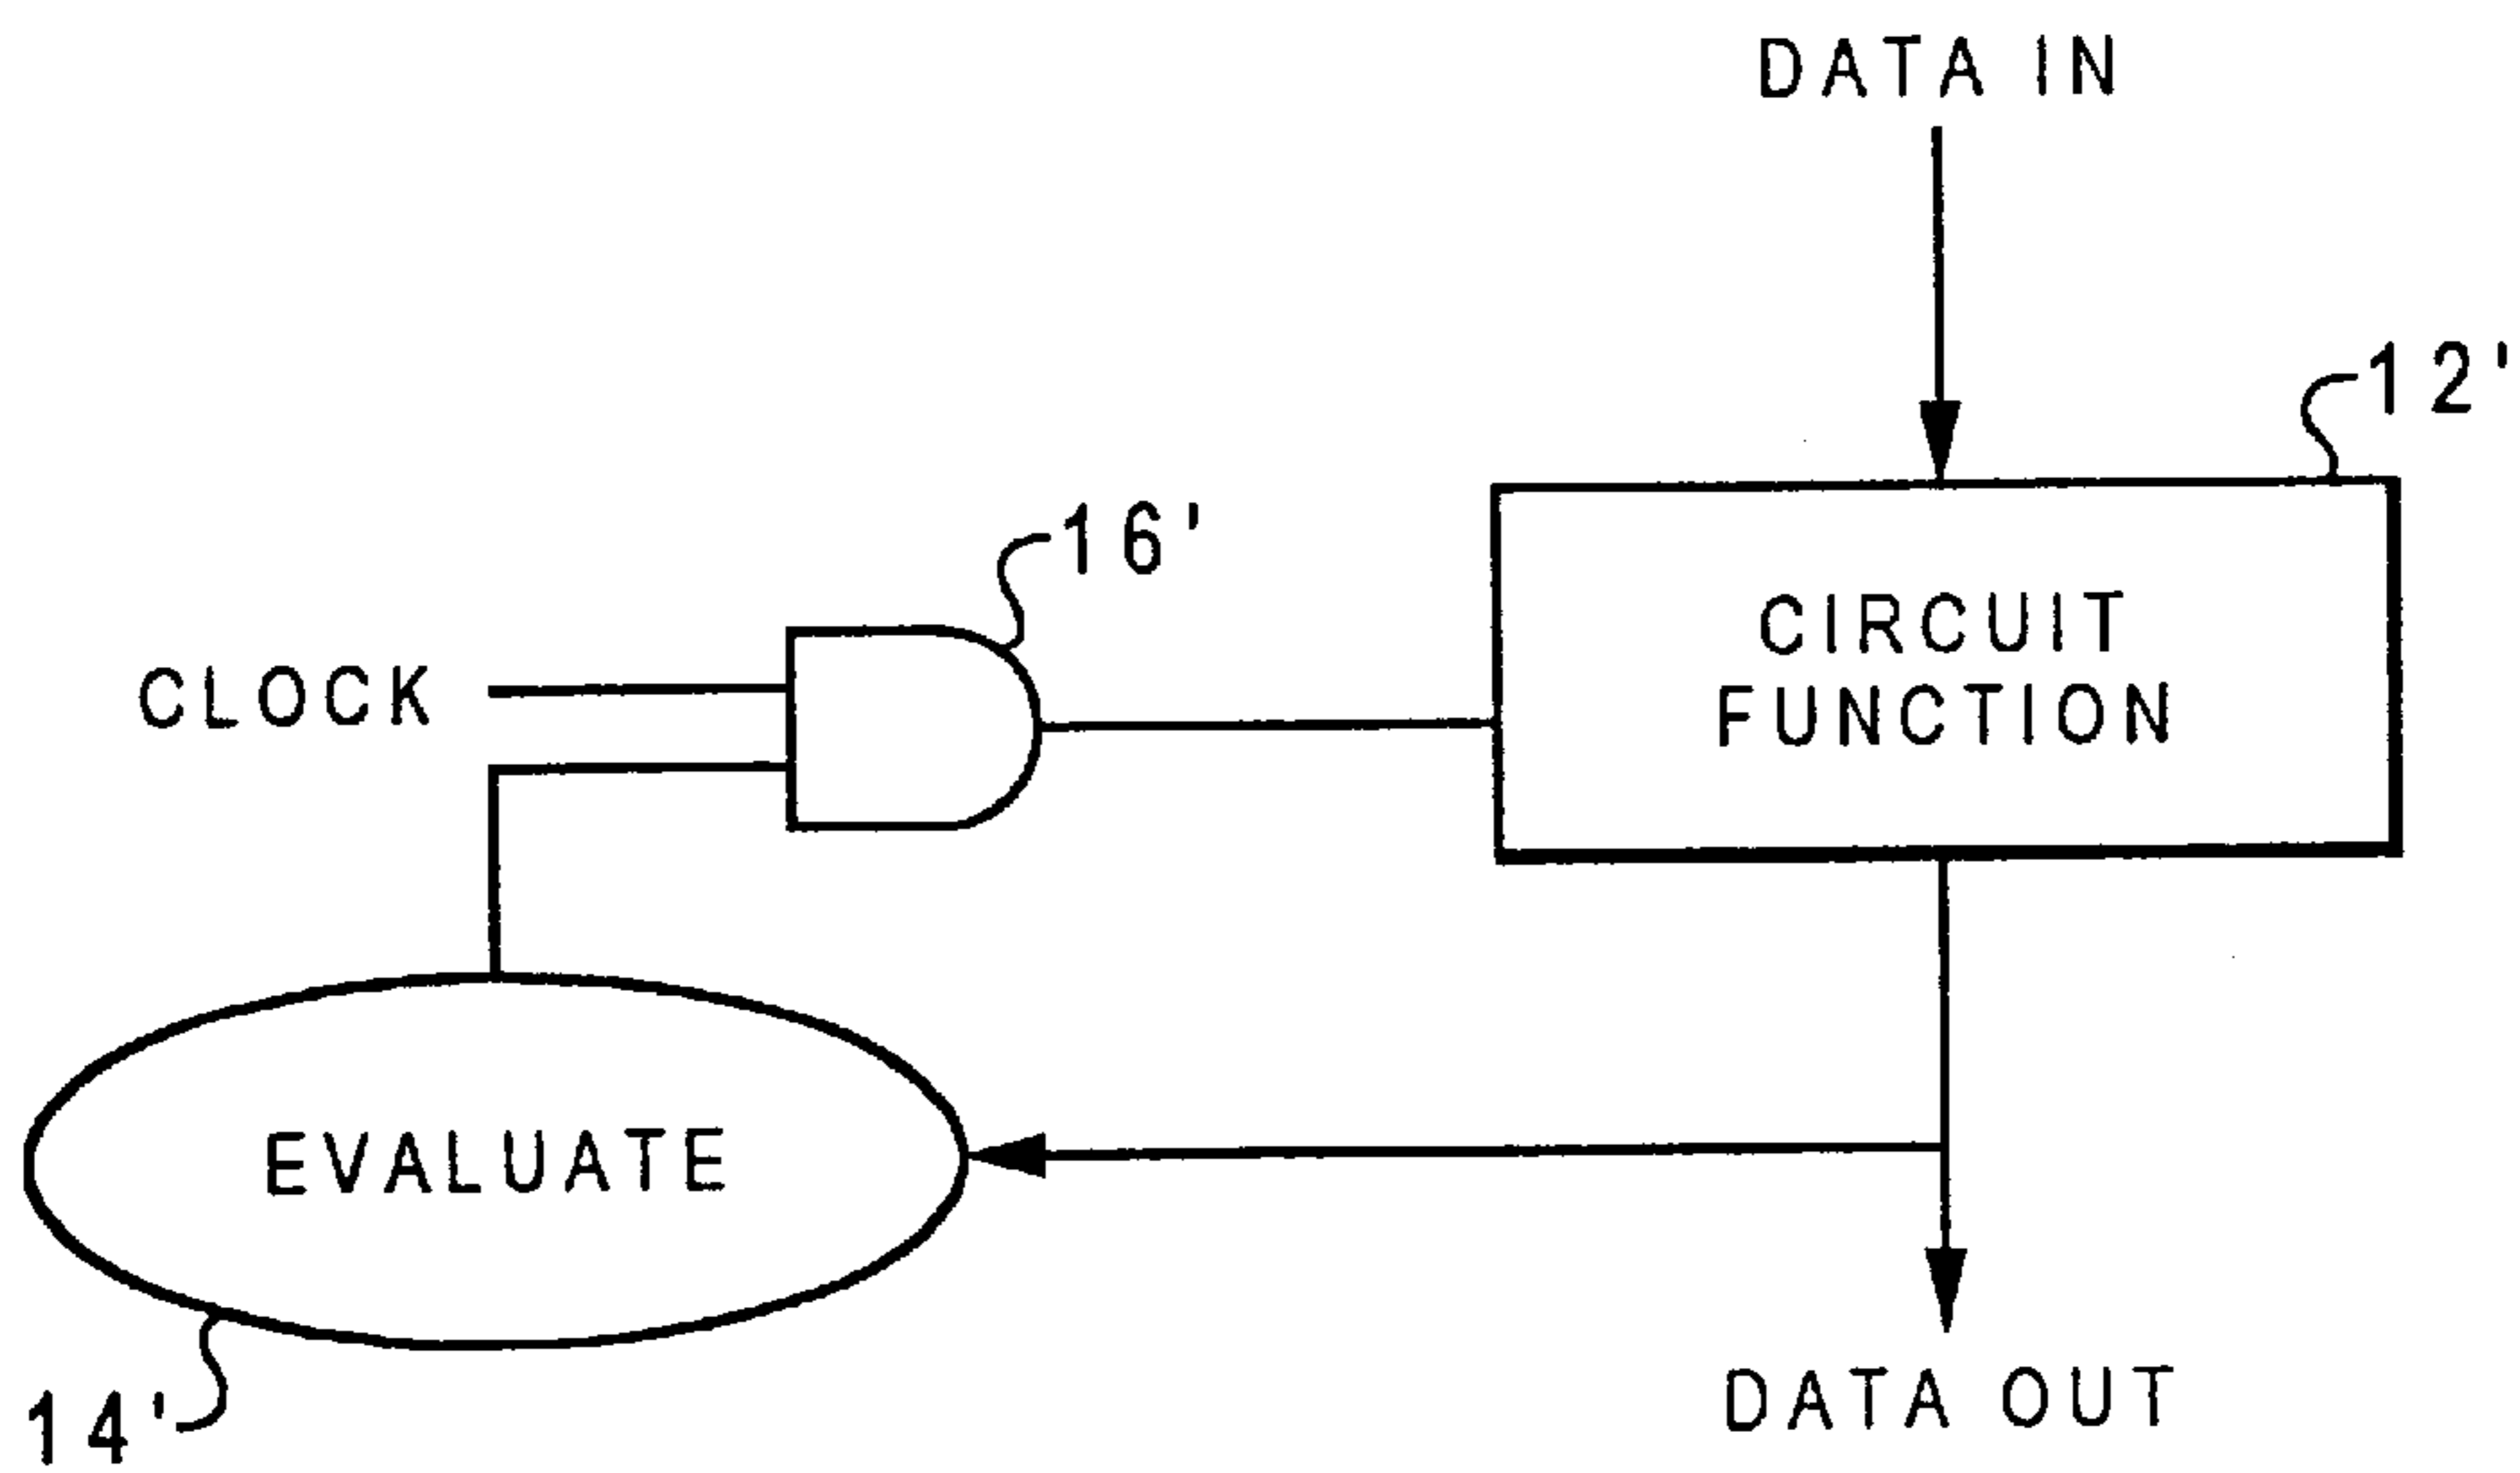 DATA IN
12'
16'
CIRCUIT
FUNCTION
CLOCK
EVALUATE
14'
DATA OUT